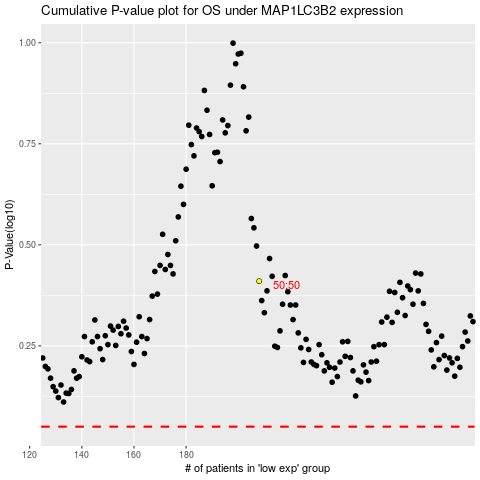 Cumulative P-value plot for OS under MAP1LC3B2 expression
1.00
0.75
0.50
0.25
P-Value(log10)
50:50
120 140 160 180
# of patients in 'low exp' group